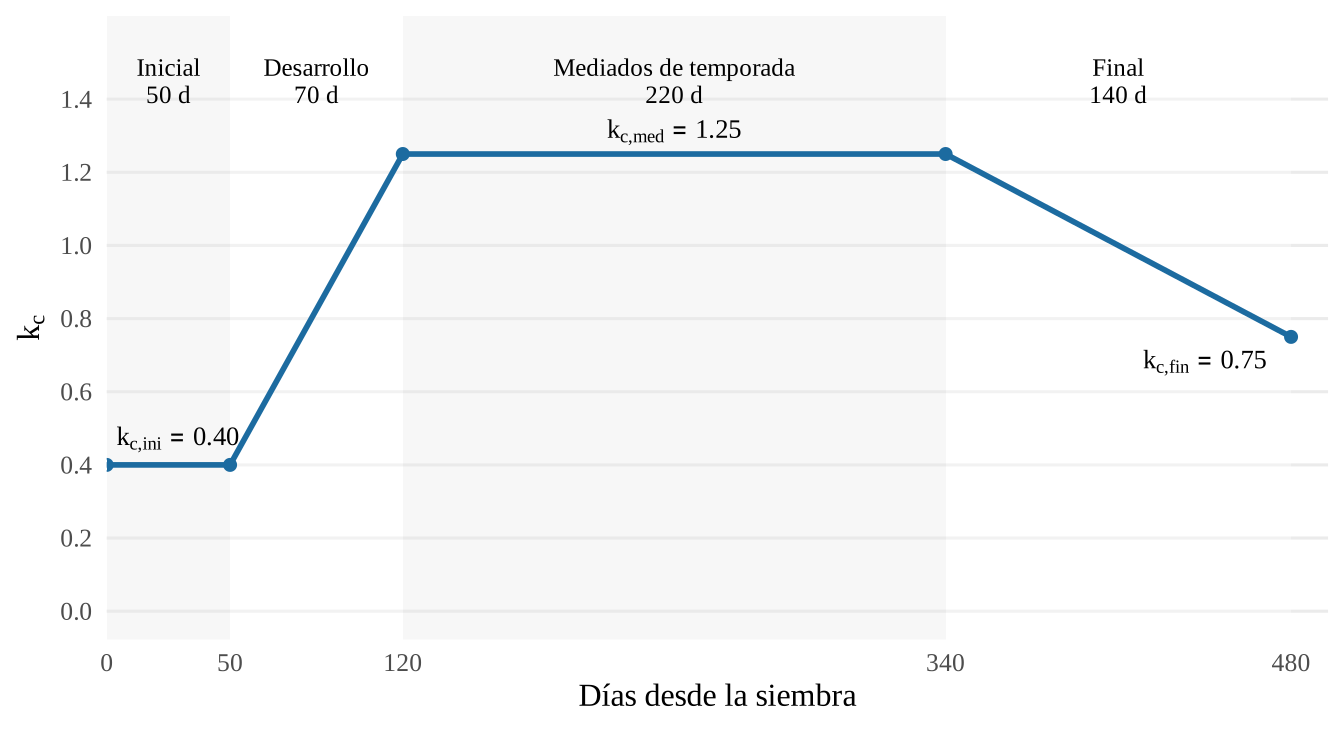 Inicial
50 d
Desarrollo
70 d
Mediados de temporada
220 d
Final
140 d
1.4
1.2
1.0
0.8
0.6
0.4
0.2
0.0
kc
kc,ini = 0.40
kc,med = 1.25
kc,fin = 0.75
0 50 120 340 480
Días desde la siembra